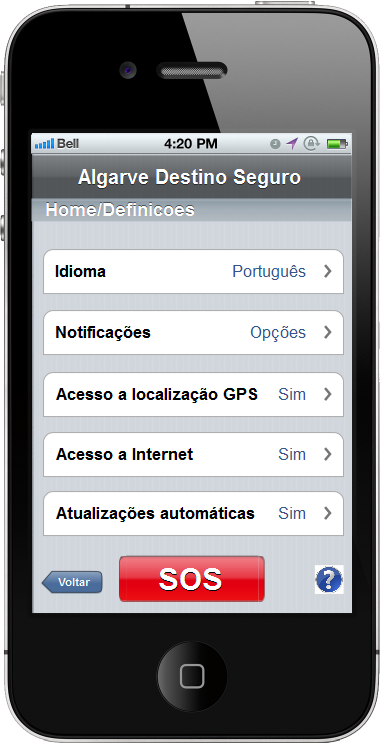 Bell 4:20 PM
Algarve Destino Seguro
Home/Definicoes
Idioma Português
Notificações Opções
Acesso a localização GPS Sim
Acesso a Internet Sim
Atualizações automáticas Sim
Voltar SOS ?